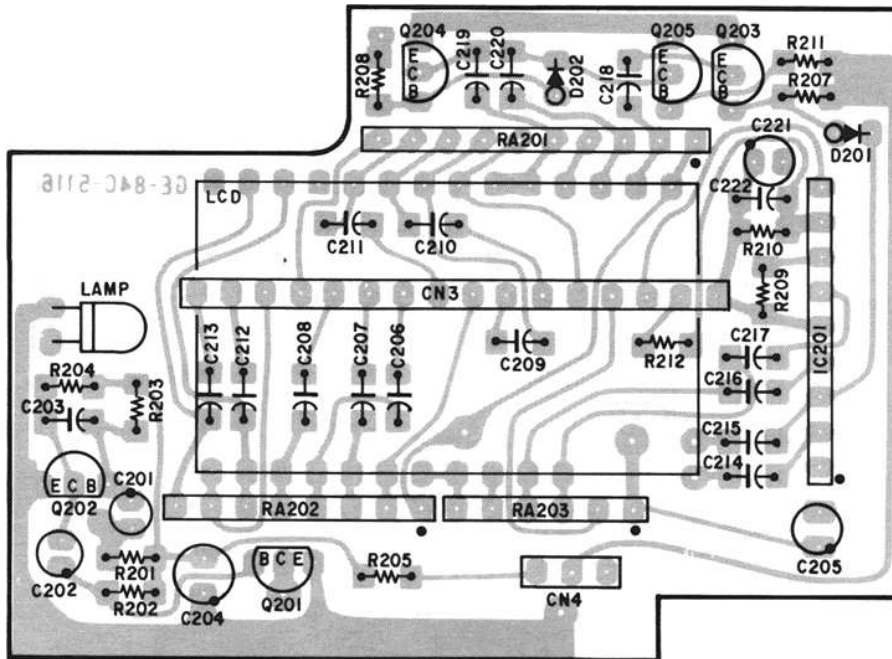 Q204
C219
C220
Q205
Q203
R208
E
C
B
D202
C218
E
C
B
E
C
B
R211
R207
RA201
C221
D201
GE-84C-5116
LCD
C222
C211
C210
R210
LAMP
CN3
R209
C213
C212
C208
C207
C206
C209
R212
C217
IC201
R204
C203
R203
C216
C215
C214
E C B
Q202
C201
RA202
RA203
C202
R201
R202
C204
B C E
Q201
R205
CN4
C205